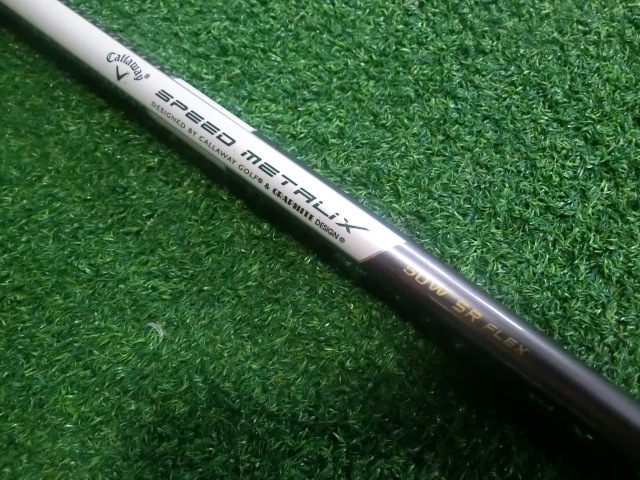 Callaway®
SPEED METALiX
DESIGNED BY CALLAWAY GOLF® & GRAPHITE DESIGN®
50W SR FLEX